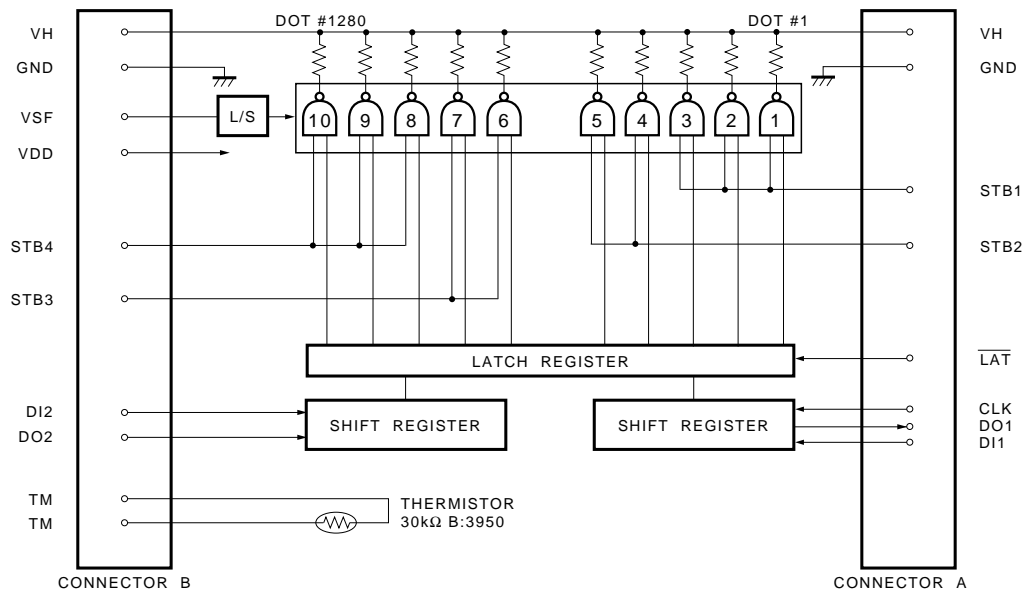 DOT #1280
DOT #1
VH
VH
GND
GND
VSF
L/S
10 9 8 7 6 5 4 3 2 1
VDD
STB1
STB4
STB2
STB3
LATCH REGISTER
LAT
DI2
CLK
SHIFT REGISTER
SHIFT REGISTER
DO1
DO2
DI1
TM
THERMISTOR
TM
30kΩ B:3950
CONNECTOR B
CONNECTOR A